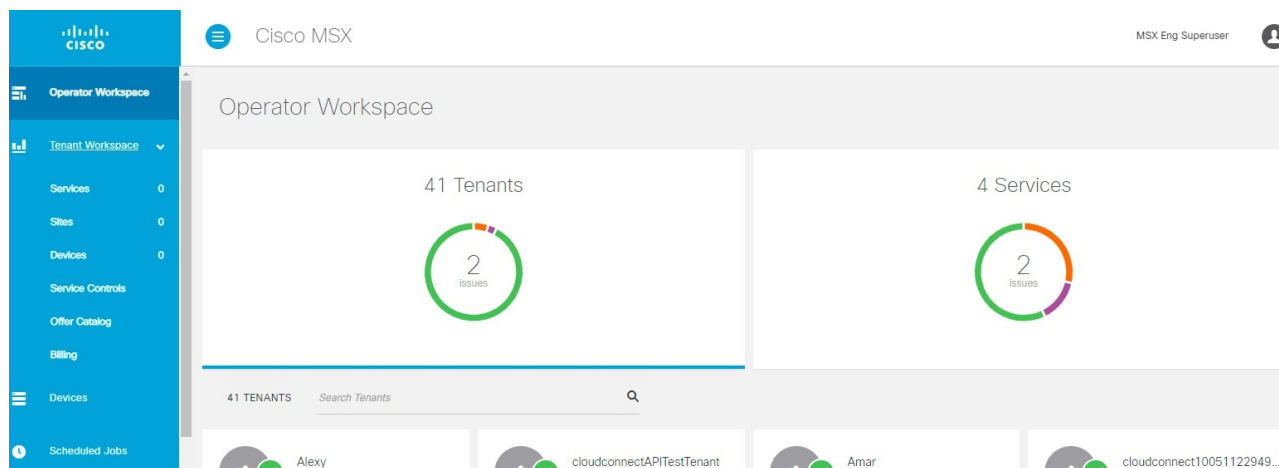 CISCO
Cisco MSX
MSX Eng Superuser
Operator Workspace
Tenant Workspace
Services 0
Sites 0
Devices 0
Service Controls
Offer Catalog
Billing
Devices
Scheduled Jobs
Operator Workspace
41 Tenants
2
issues
4 Services
2
issues
41 TENANTS Search Tenants
Alexy
cloudconnectAPITestTenant
Amar
cloudconnect10051122949...